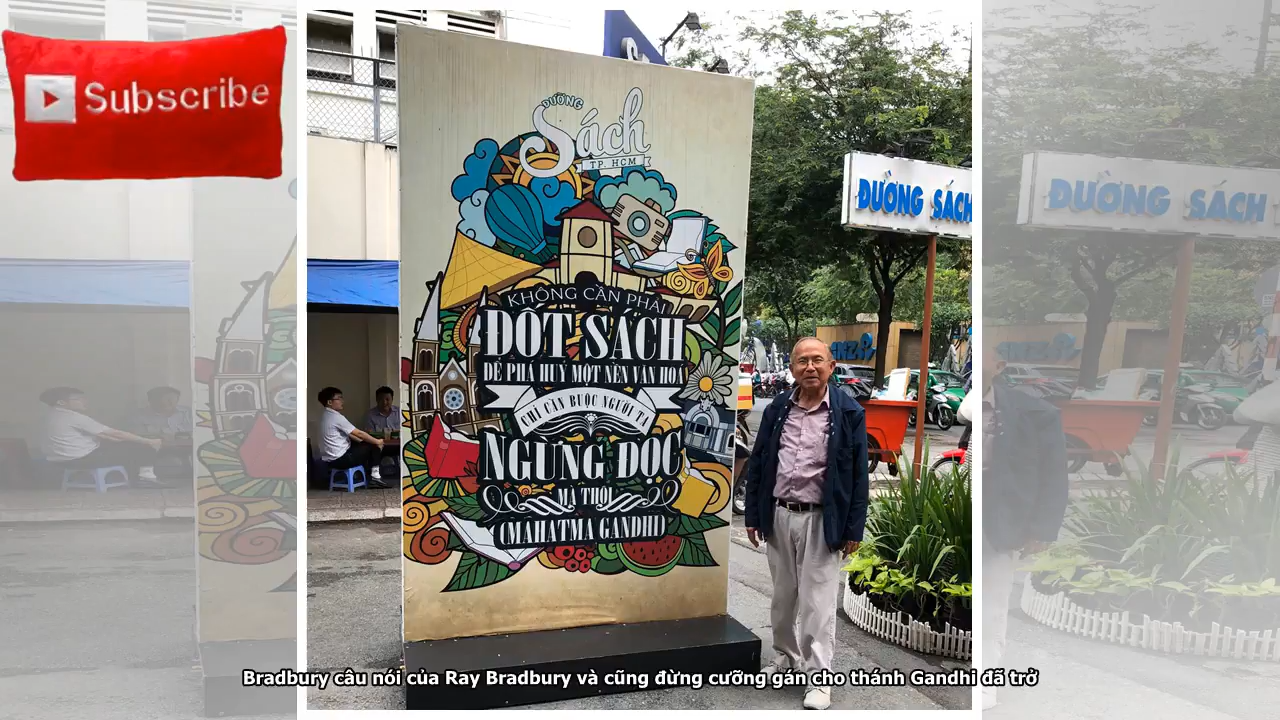 Subscribe
ĐƯỜNG
Sách
TP. HCM
KHÔNG CẦN PHẢI
ĐỐT SÁCH
ĐỂ PHÁ HUỶ MỘT NỀN VĂN HOÁ
CHỈ CẦN BUỘC NGƯỜI TA
NGƯNG ĐỌC
MÀ THÔI
(MAHATMA GANDHI)
ĐƯỜNG SÁCH
ĐƯỜNG SÁCH
Bradbury câu nói của Ray Bradbury và cũng đừng cưỡng gán cho thánh Gandhi đã trở